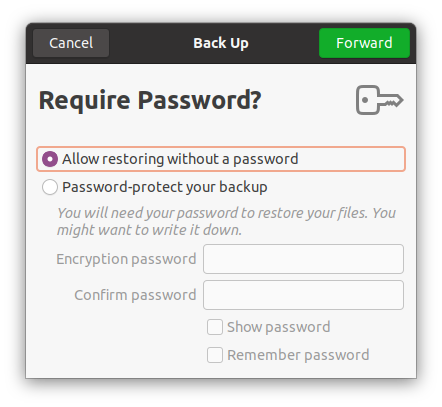 Cancel Back Up Forward
Require Password?
Allow restoring without a password
Password-protect your backup
You will need your password to restore your files. You
might want to write it down.
Encryption password
Confirm password
Show password
Remember password